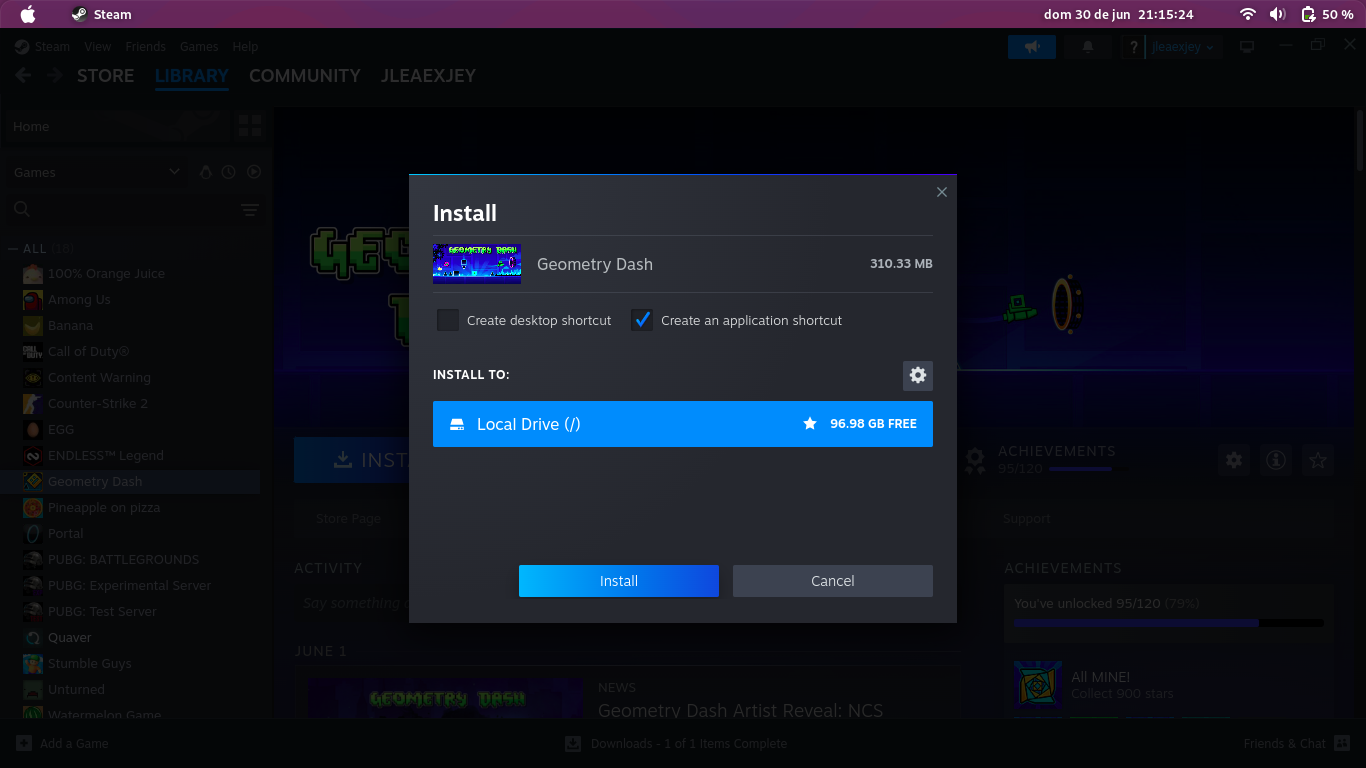 Steam
dom 30 de jun 21:15:24
50 %
Steam View Friends Games Help
? jleaexjey
STORE LIBRARY COMMUNITY JLEAEXJEY
Home
Games
ALL (18)
100% Orange Juice
Among Us
Banana
Call of Duty®
Content Warning
Counter-Strike 2
EGG
ENDLESS™ Legend
Geometry Dash
Pineapple on pizza
Portal
PUBG: BATTLEGROUNDS
PUBG: Experimental Server
PUBG: Test Server
Quaver
Stumble Guys
Unturned
Watermelon Game
Install
GEOMETRY DASH
Geometry Dash
310.33 MB
Create desktop shortcut
Create an application shortcut
INSTALL TO:
Local Drive (/)
96.98 GB FREE
Install
Cancel
ACHIEVEMENTS
95/120
Store Page
Support
ACTIVITY
Say something
JUNE 1
GEOMETRY DASH
NEWS
Geometry Dash Artist Reveal: NCS
ACHIEVEMENTS
You've unlocked 95/120 (79%)
All MINE!
Collect 900 stars
Add a Game
Downloads - 1 of 1 Items Complete
Friends & Chat